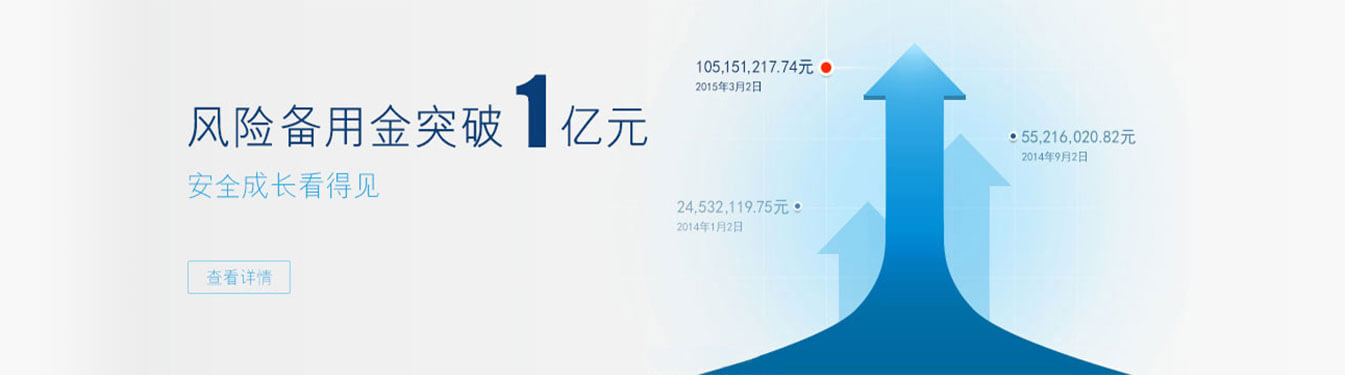 风险备用金突破1亿元
安全成长看得见
查看详情
105,151,217.74元
2015年3月2日
55,216,020.82元
2014年9月2日
24,532,119.75元
2014年1月2日